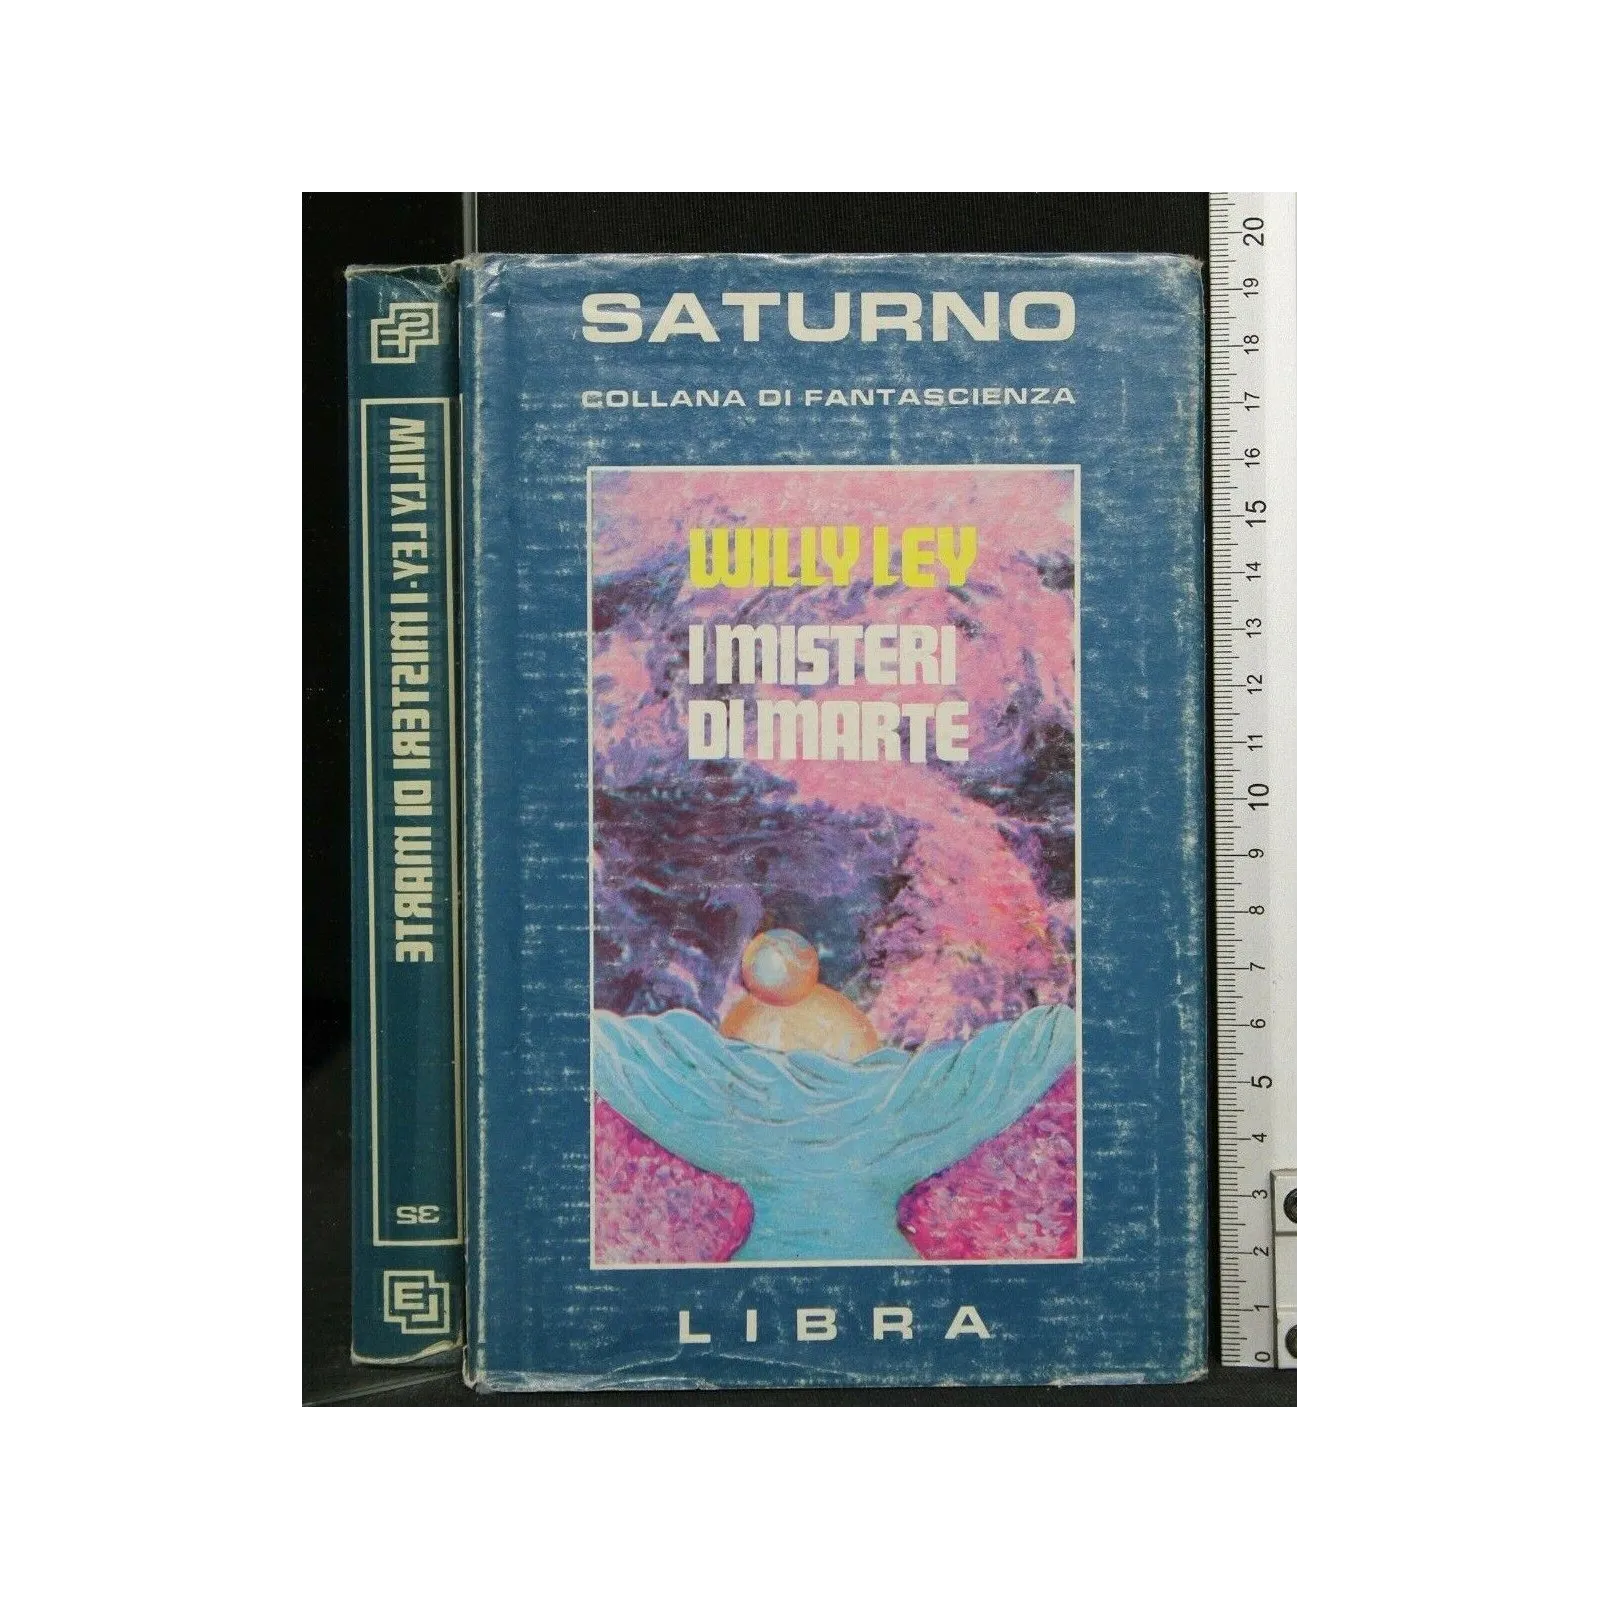 SATURNO
COLLANA DI FANTASCIENZA
WILLY LEY
I MISTERI
DI MARTE
LIBRA
WILLY LEY · I MISTERI DI MARTE
32
EL
20
19
18
17
16
15
14
13
12
11
10
9
8
7
6
5
4
3
2
1
0